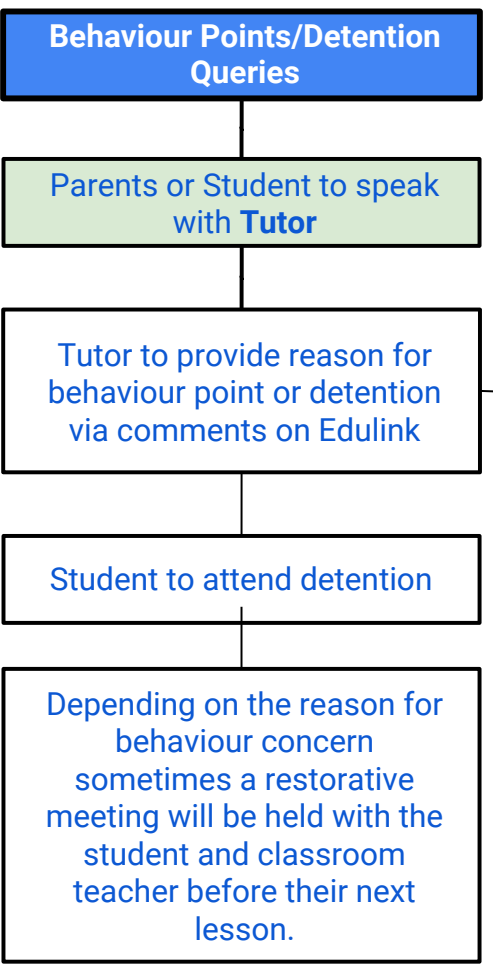 Behaviour Points/Detention
Queries
Parents or Student to speak
with Tutor
Tutor to provide reason for
behaviour point or detention
via comments on Edulink
Student to attend detention
Depending on the reason for
behaviour concern
sometimes a restorative
meeting will be held with the
student and classroom
teacher before their next
lesson.